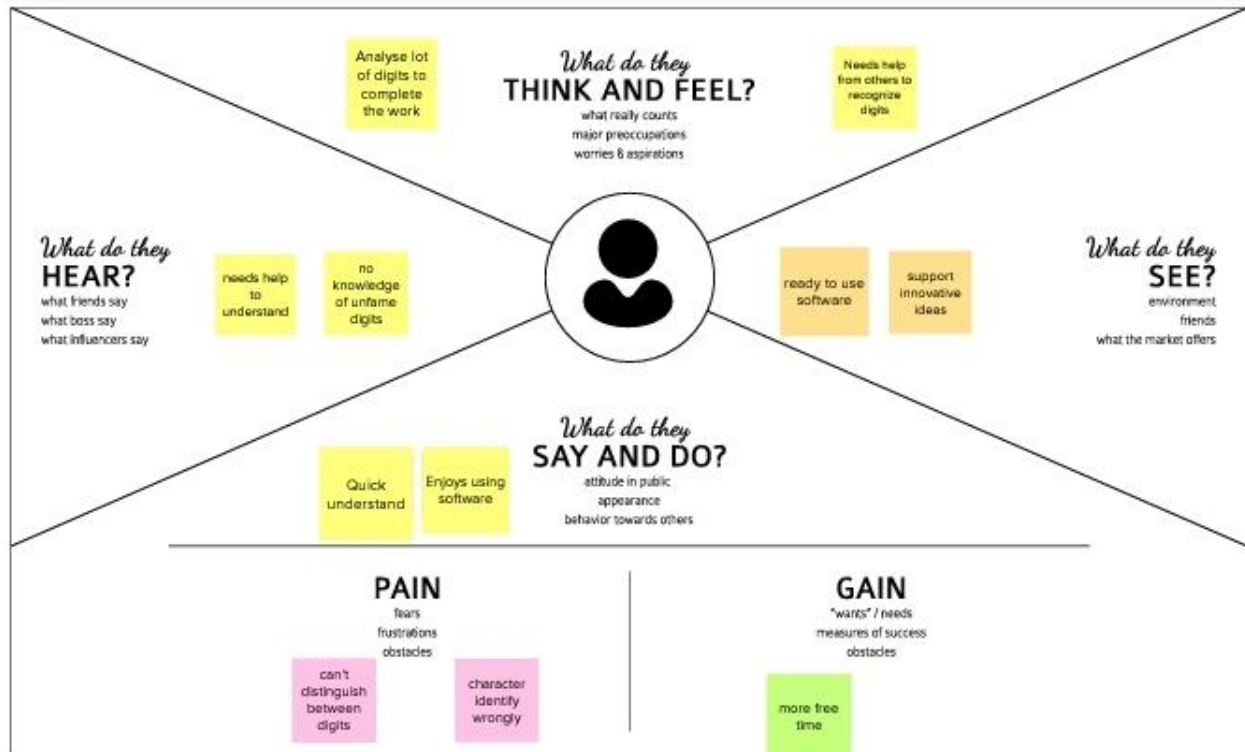 Analyse lot
of digits to
complete
the work
What do they
THINK AND FEEL?
what really counts
major preoccupations
worries & aspirations
Needs help
from others to
recognize
digits
What do they
HEAR?
what friends say
what boss say
what influencers say
needs help
to
understand
no
knowledge
of unfame
digits
ready to use
software
support
innovative
ideas
What do they
SEE?
environment
friends
what the market offers
What do they
SAY AND DO?
attitude in public
appearance
behavior towards others
Quick
understand
Enjoys using
software
PAIN
fears
frustrations
obstacles
can't
distinguish
between
digits
character
identify
wrongly
GAIN
"wants" / needs
measures of success
obstacles
more free
time